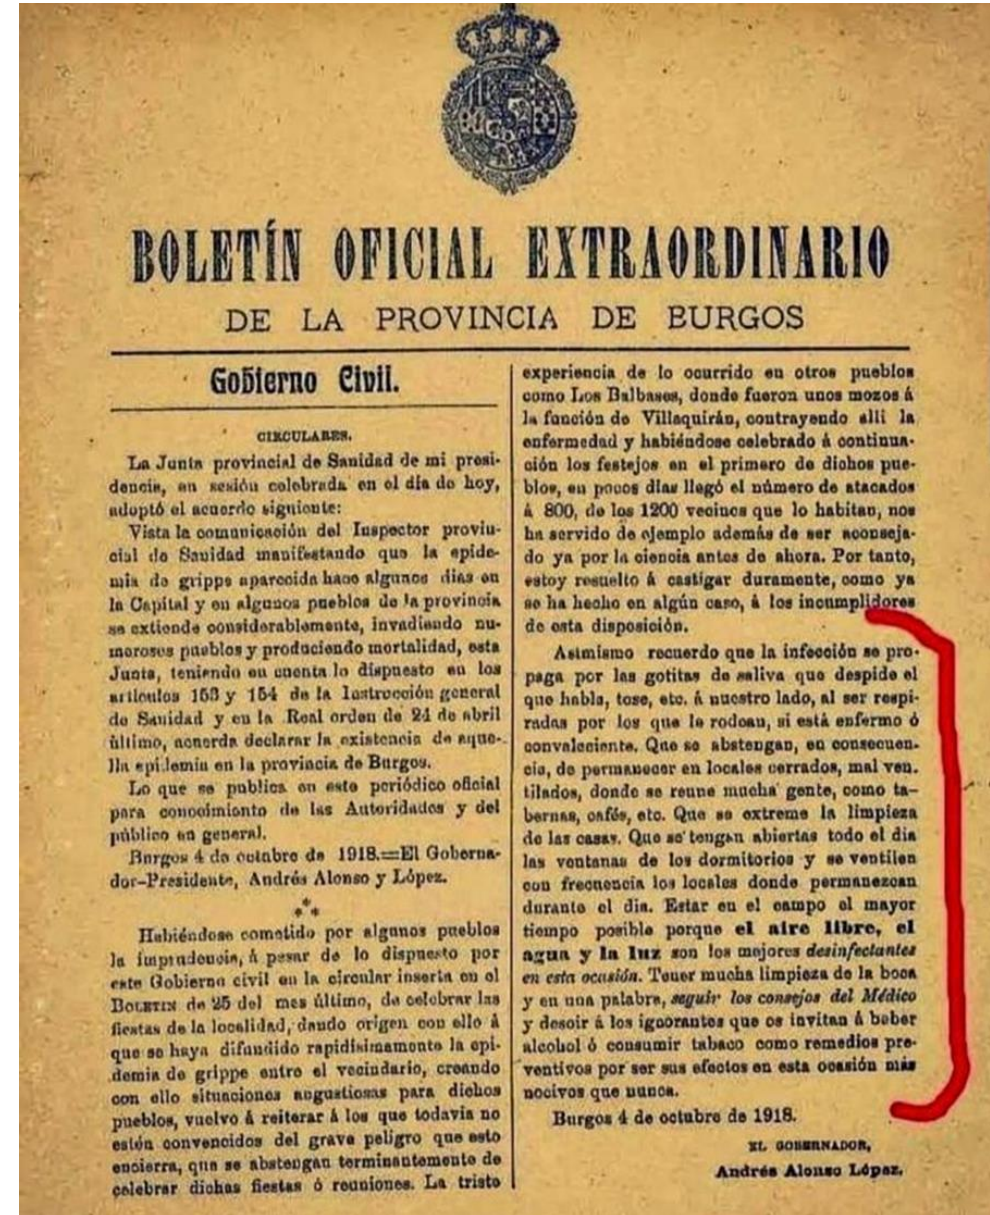 BOLETÍN OFICIAL EXTRAORDINARIO
DE LA PROVINCIA DE BURGOS
Gobierno Civil.
CIRCULARES.
La Junta provincial de Sanidad de mi presi-
dencia, en sesión celebrada en el día de hoy,
adoptó el acuerdo siguiente:
Vista la comunicación del Inspector provin-
cial de Sanidad manifestando que la epide-
mia de grippe aparecida hace algunos dias en
la Capital y en algunos pueblos de la provincia
se extiende considerablemente, invadiendo nu-
merosos pueblos y produciendo mortalidad, esta
Junta, teniendo en cuenta lo dispuesto en los
artículos 153 y 154 de la Instrucción general
de Sanidad y en la Real orden de 24 de abril
último, acuerda declarar la existencia de aque-
lla epidemia en la provincia de Burgos.
Lo que se publica en este periódico oficial
para conocimiento de las Autoridades y del
público en general.
Burgos 4 de octubre de 1918.=El Goberna-
dor-Presidente, Andrés Alonso y López.
***
Habiéndose cometido por algunos pueblos
la imprudencia, á pesar de lo dispuesto por
este Gobierno civil en la circular inserta en el
BOLETIN de 25 del mes último, de celebrar las
fiestas de la localidad, dando origen con ello á
que se haya difundido rapidísimamente la epi-
demia de grippe entre el vecindario, creando
con ello situaciones angustiosas para dichos
pueblos, vuelvo á reiterar á los que todavia no
estén convencidos del grave peligro que esto
encierra, que se abstengan terminantemente de
celebrar dichas fiestas ó reuniones. La triste
experiencia de lo ocurrido en otros pueblos
como Los Balbases, donde fueron unos mozos á
la función de Villaquirán, contrayendo alli la
enfermedad y habiéndose celebrado á continua-
ción los festejos en el primero de dichos pue-
blos, en pocos dias llegó el número de atacados
á 800, de los 1200 vecinos que lo habitan, nos
ha servido de ejemplo además de ser aconseja-
do ya por la ciencia antes de ahora. Por tanto,
estoy resuelto á castigar duramente, como ya
se ha hecho en algún caso, á los incumplidores
de esta disposición.
Asimismo recuerdo que la infección se pro-
paga por las gotitas de saliva que despide el
que habla, tose, etc. á nuestro lado, al ser respi-
radas por los que le rodean, si está enfermo ó
convaleciente. Que se abstengan, en consecuen-
cia, de permanecer en locales cerrados, mal ven.
tilados, donde se reune mucha gente, como ta-
bernas, cafés, etc. Que se extreme la limpieza
de las casas. Que se tengan abiertas todo el dia
las ventanas de los dormitorios y se ventilen
con frecuencia los locales donde permanezcan
durante el dia. Estar en el campo el mayor
tiempo posible porque el aire libre, el
agua y la luz son los mejores desinfectantes
en esta ocasión. Tener mucha limpieza de la boca
y en una palabra, seguir los consejos del Médico
y desoir á los ignorantes que os invitan á beber
alcohol ó consumir tabaco como remedios pre-
ventivos por ser sus efectos en esta ocasión más
nocivos que nunca.
Burgos 4 de octubre de 1918.
EL GOBERNADOR,
Andrés Alonso López.